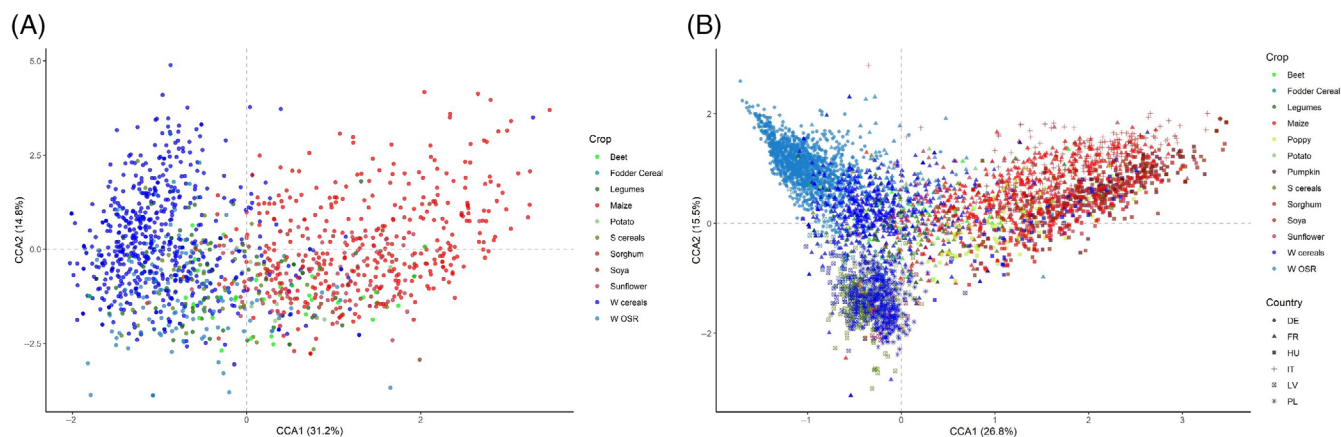 (A)
5.0
2.5
0.0
−2.5
CCA2 (14.8%)
−2
0
2
CCA1 (31.2%)
Crop
Beet
Fodder Cereal
Legumes
Maize
Potato
S cereals
Sorghum
Soya
Sunflower
W cereals
W OSR
(B)
2
0
−2
CCA2 (15.5%)
−1
0
1
2
3
CCA1 (26.8%)
Crop
Beet
Fodder Cereal
Legumes
Maize
Poppy
Potato
Pumpkin
S cereals
Sorghum
Soya
Sunflower
W cereals
W OSR
Country
DE
FR
HU
IT
LV
PL